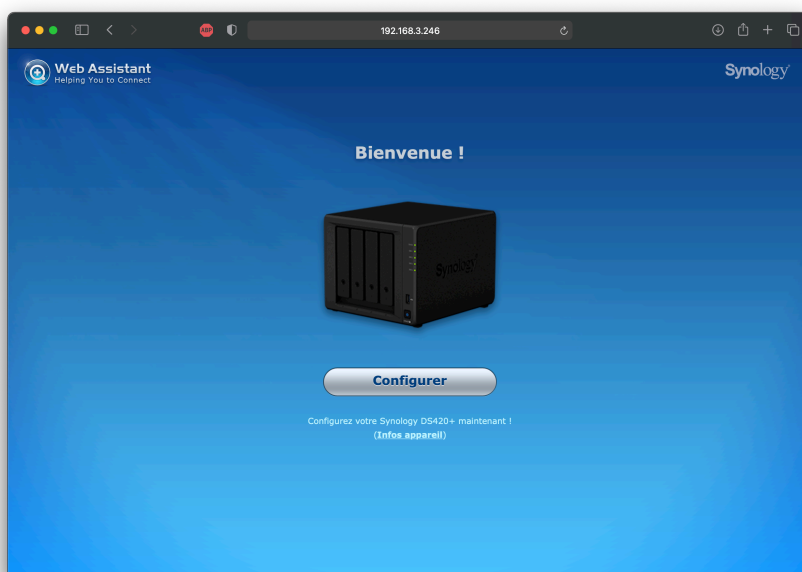 ABP
192.168.3.246
Web Assistant
Helping You to Connect
Synology
Bienvenue !
Synology
Configurer
Configurez votre Synology DS420+ maintenant !
(Infos appareil)